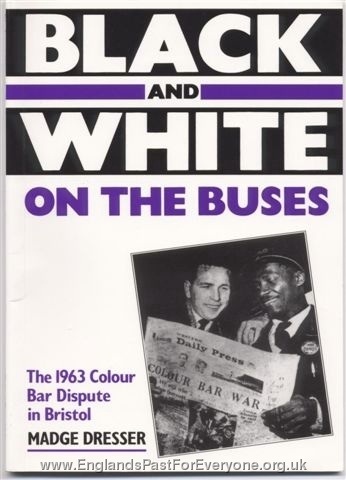 BLACK
AND
WHITE
ON THE BUSES
WESTERN
Daily Press
COLOUR BAR WAR
The 1963 Colour
Bar Dispute
in Bristol
MADGE DRESSER
www.EnglandsPastForEveryone.org.uk